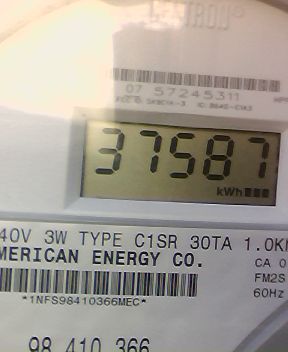 07 57245311
37587
kWh
40V 3W TYPE C1SR 30TA 1.0K
MERICAN ENERGY CO.
CA 0
FM2S
60Hz
*1NFS98410366MEC*
98 410 366